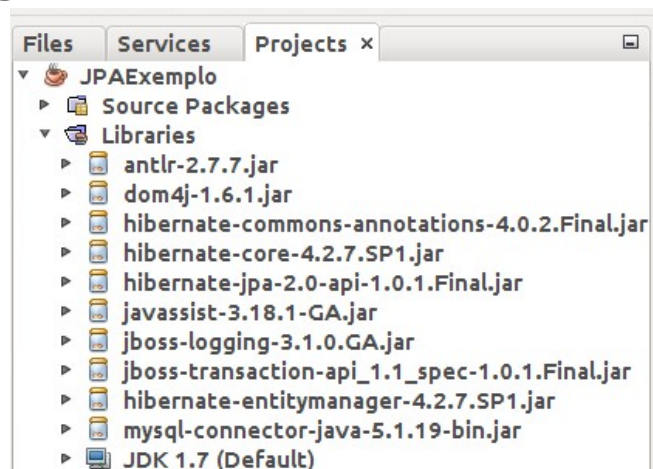 Files Services Projects ×
JPAExemplo
Source Packages
Libraries
antlr-2.7.7.jar
dom4j-1.6.1.jar
hibernate-commons-annotations-4.0.2.Final.jar
hibernate-core-4.2.7.SP1.jar
hibernate-jpa-2.0-api-1.0.1.Final.jar
javassist-3.18.1-GA.jar
jboss-logging-3.1.0.GA.jar
jboss-transaction-api_1.1_spec-1.0.1.Final.jar
hibernate-entitymanager-4.2.7.SP1.jar
mysql-connector-java-5.1.19-bin.jar
JDK 1.7 (Default)